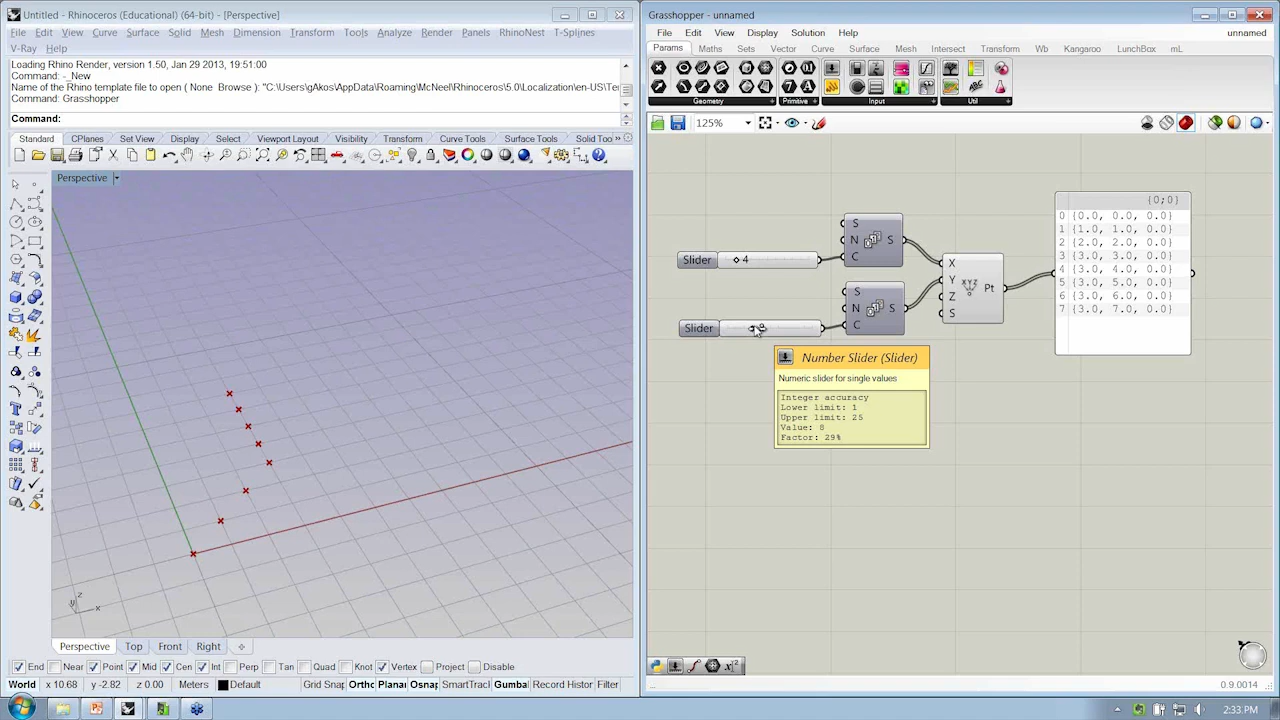 Untitled - Rhinoceros (Educational) (64-bit) - [Perspective]
File Edit View Curve Surface Solid Mesh Dimension Transform Tools Analyze Render Panels RhinoNest T-Splines
V-Ray Help
Loading Rhino Render, version 1.50, Jan 29 2013, 19:51:00
Command: -_New
Command: Grasshopper
Command:
Standard CPlanes Set View Display Select Viewport Layout Visibility Transform Curve Tools Surface Tools Solid Too »
Perspective
z
y
x
Perspective Top Front Right
End Near Point Mid Cen Int Perp Tan Quad Knot Vertex Project Disable
World x 10.68 y -2.82 z 0.00 Meters Default Grid Snap Ortho Planar Osnap SmartTrack Gumba Record Histor Filter
Grasshopper - unnamed
File Edit View Display Solution Help unnamed
Params Maths Sets Vector Curve Surface Mesh Intersect Transform Wb Kangaroo LunchBox mL
Geometry Primitive Input Util
125%
Slider 4
S
N
C
S
Slider
S
N
C
S
X
Y
Z
S
Pt
{0;0}
0 {0.0, 0.0, 0.0}
1 {1.0, 1.0, 0.0}
2 {2.0, 2.0, 0.0}
3 {3.0, 3.0, 0.0}
4 {3.0, 4.0, 0.0}
5 {3.0, 5.0, 0.0}
6 {3.0, 6.0, 0.0}
7 {3.0, 7.0, 0.0}
Number Slider (Slider)
Numeric slider for single values
Integer accuracy
Lower limit: 1
Upper limit: 25
Value: 8
Factor: 29%
0.9.0014
2:33 PM